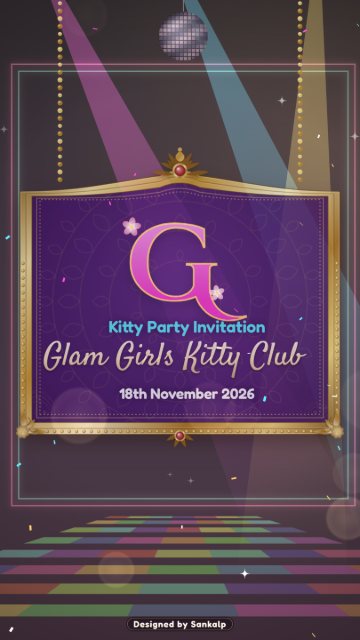 G
Kitty Party Invitation
Glam Girls Kitty Club
18th November 2026
Designed by Sankalp